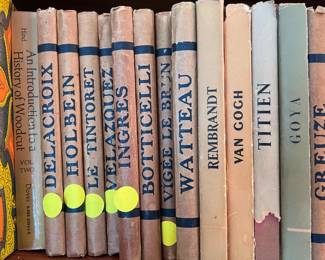 Hind
An Introduction to a
History of Woodcut
VOL
TWO
DELACROIX
HOLBEIN
LE TINTORET
VELAZQUEZ
INGRES
BOTTICELLI
VIGÉE LE BRUN
WATTEAU
REMBRANDT
VAN GOGH
TITIEN
GOYA
GREUZE